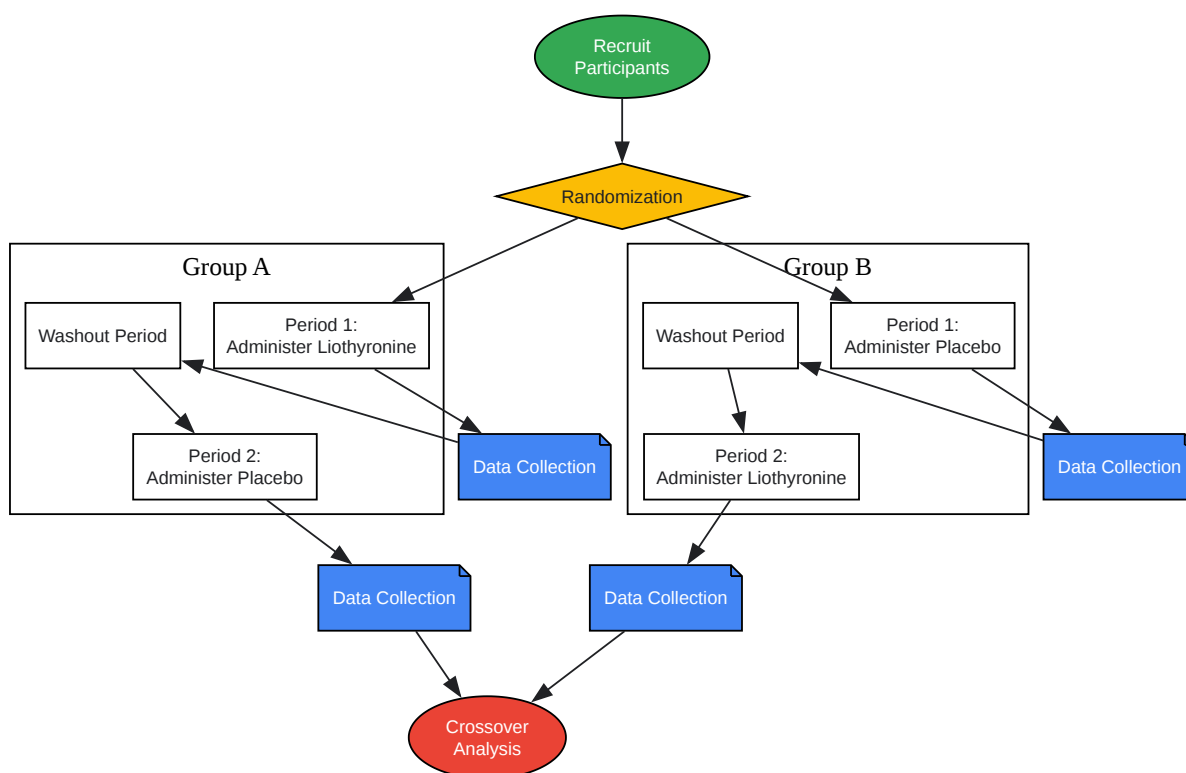 Recruit
Participants
Randomization
Group A
Group B
Washout Period
Period 1:
Administer Liothyronine
Washout Period
Period 1:
Administer Placebo
Period 2:
Administer Placebo
Data Collection
Period 2:
Administer Liothyronine
Data Collection
Data Collection
Data Collection
Crossover
Analysis